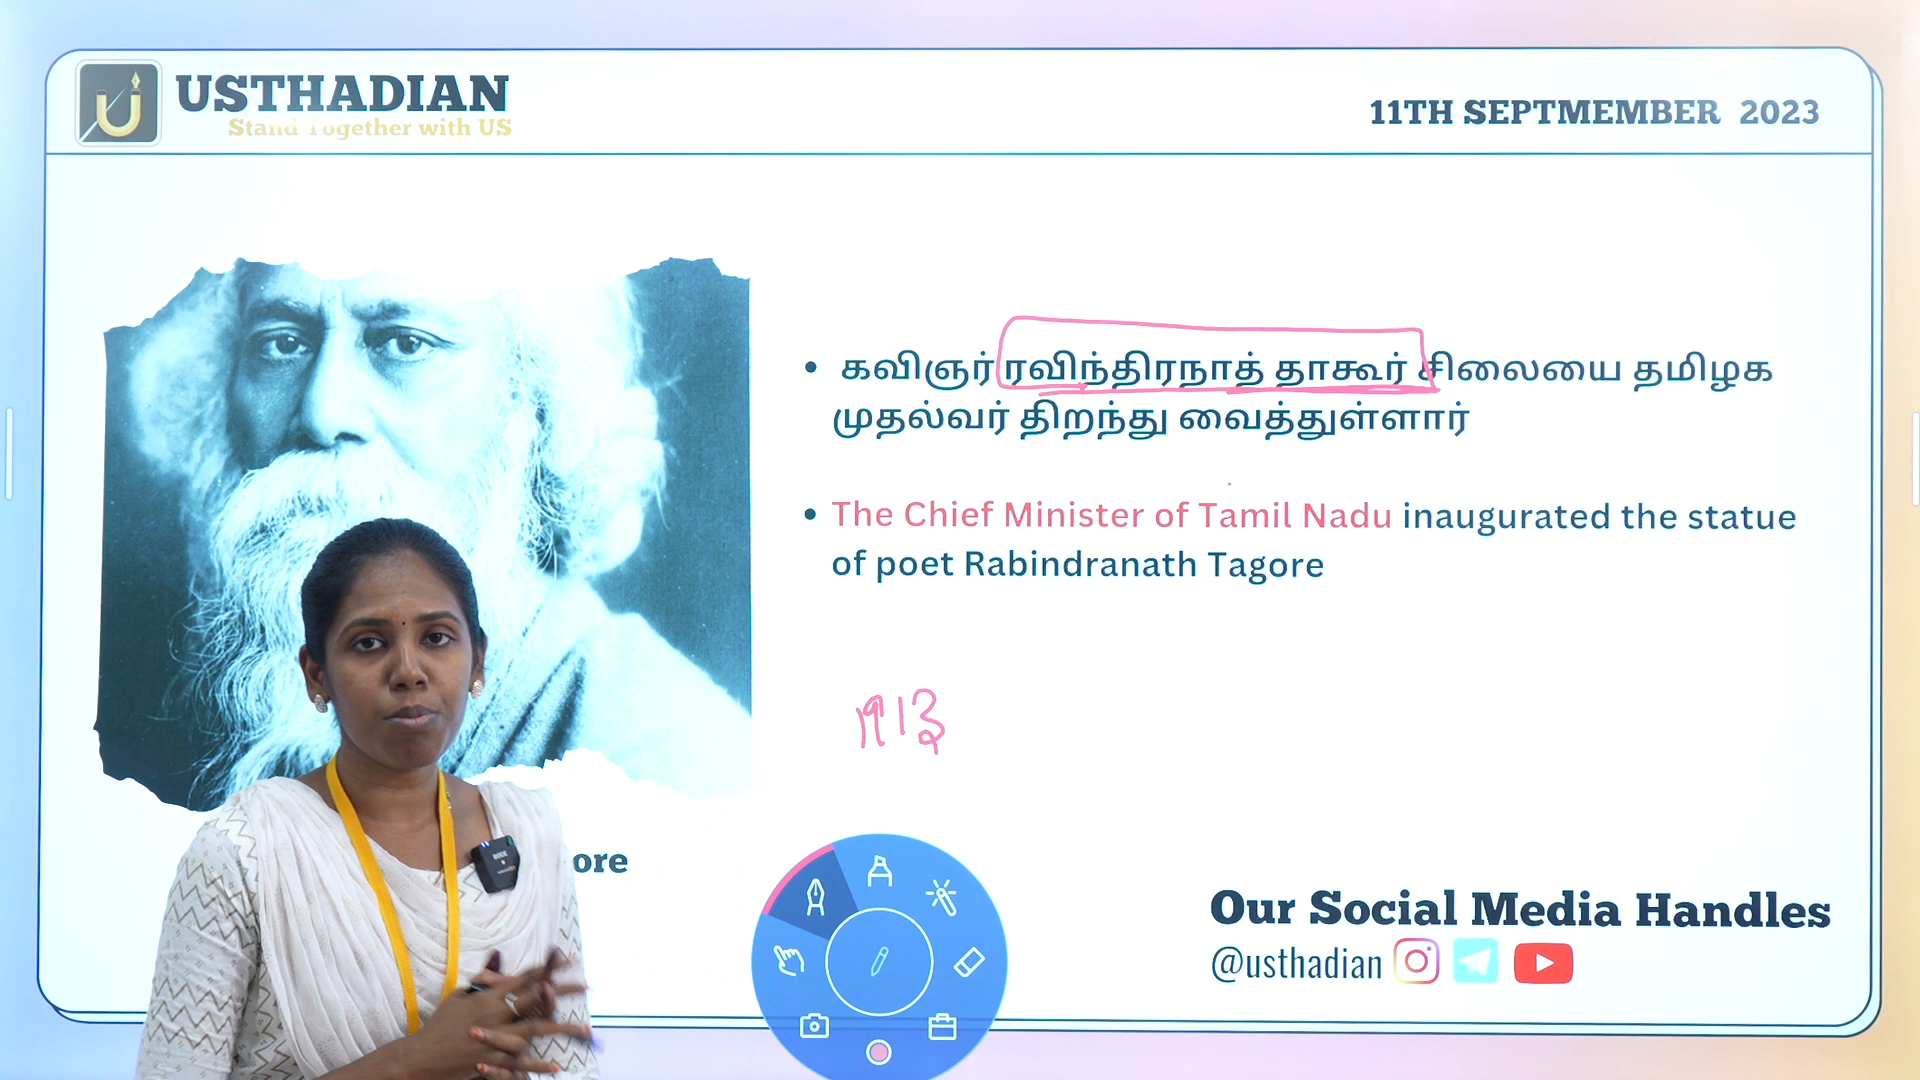 USTHADIAN
Stand Together with US
11TH SEPTMEMBER 2023
கவிஞர் ரவிந்திரநாத் தாகூர் சிலையை தமிழக
முதல்வர் திறந்து வைத்துள்ளார்
The Chief Minister of Tamil Nadu inaugurated the statue
of poet Rabindranath Tagore
1913
ore
Our Social Media Handles
@usthadian